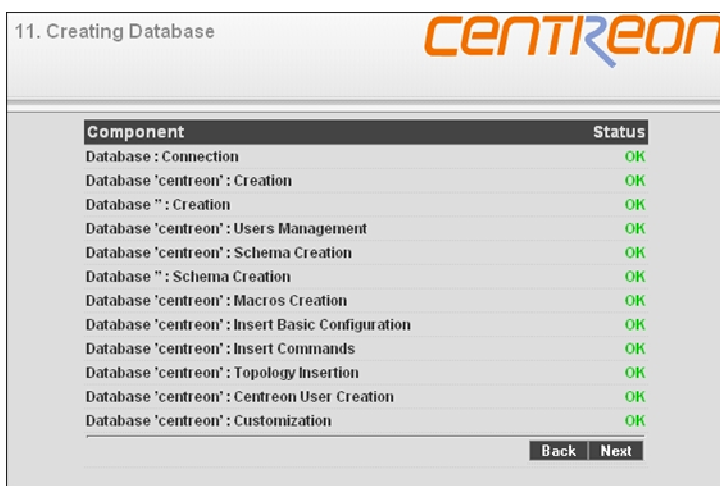 11. Creating Database
CENTREON
Component Status
Database : Connection OK
Database 'centreon' : Creation OK
Database '' : Creation OK
Database 'centreon' : Users Management OK
Database 'centreon' : Schema Creation OK
Database '' : Schema Creation OK
Database 'centreon' : Macros Creation OK
Database 'centreon' : Insert Basic Configuration OK
Database 'centreon' : Insert Commands OK
Database 'centreon' : Topology Insertion OK
Database 'centreon' : Centreon User Creation OK
Database 'centreon' : Customization OK
Back Next